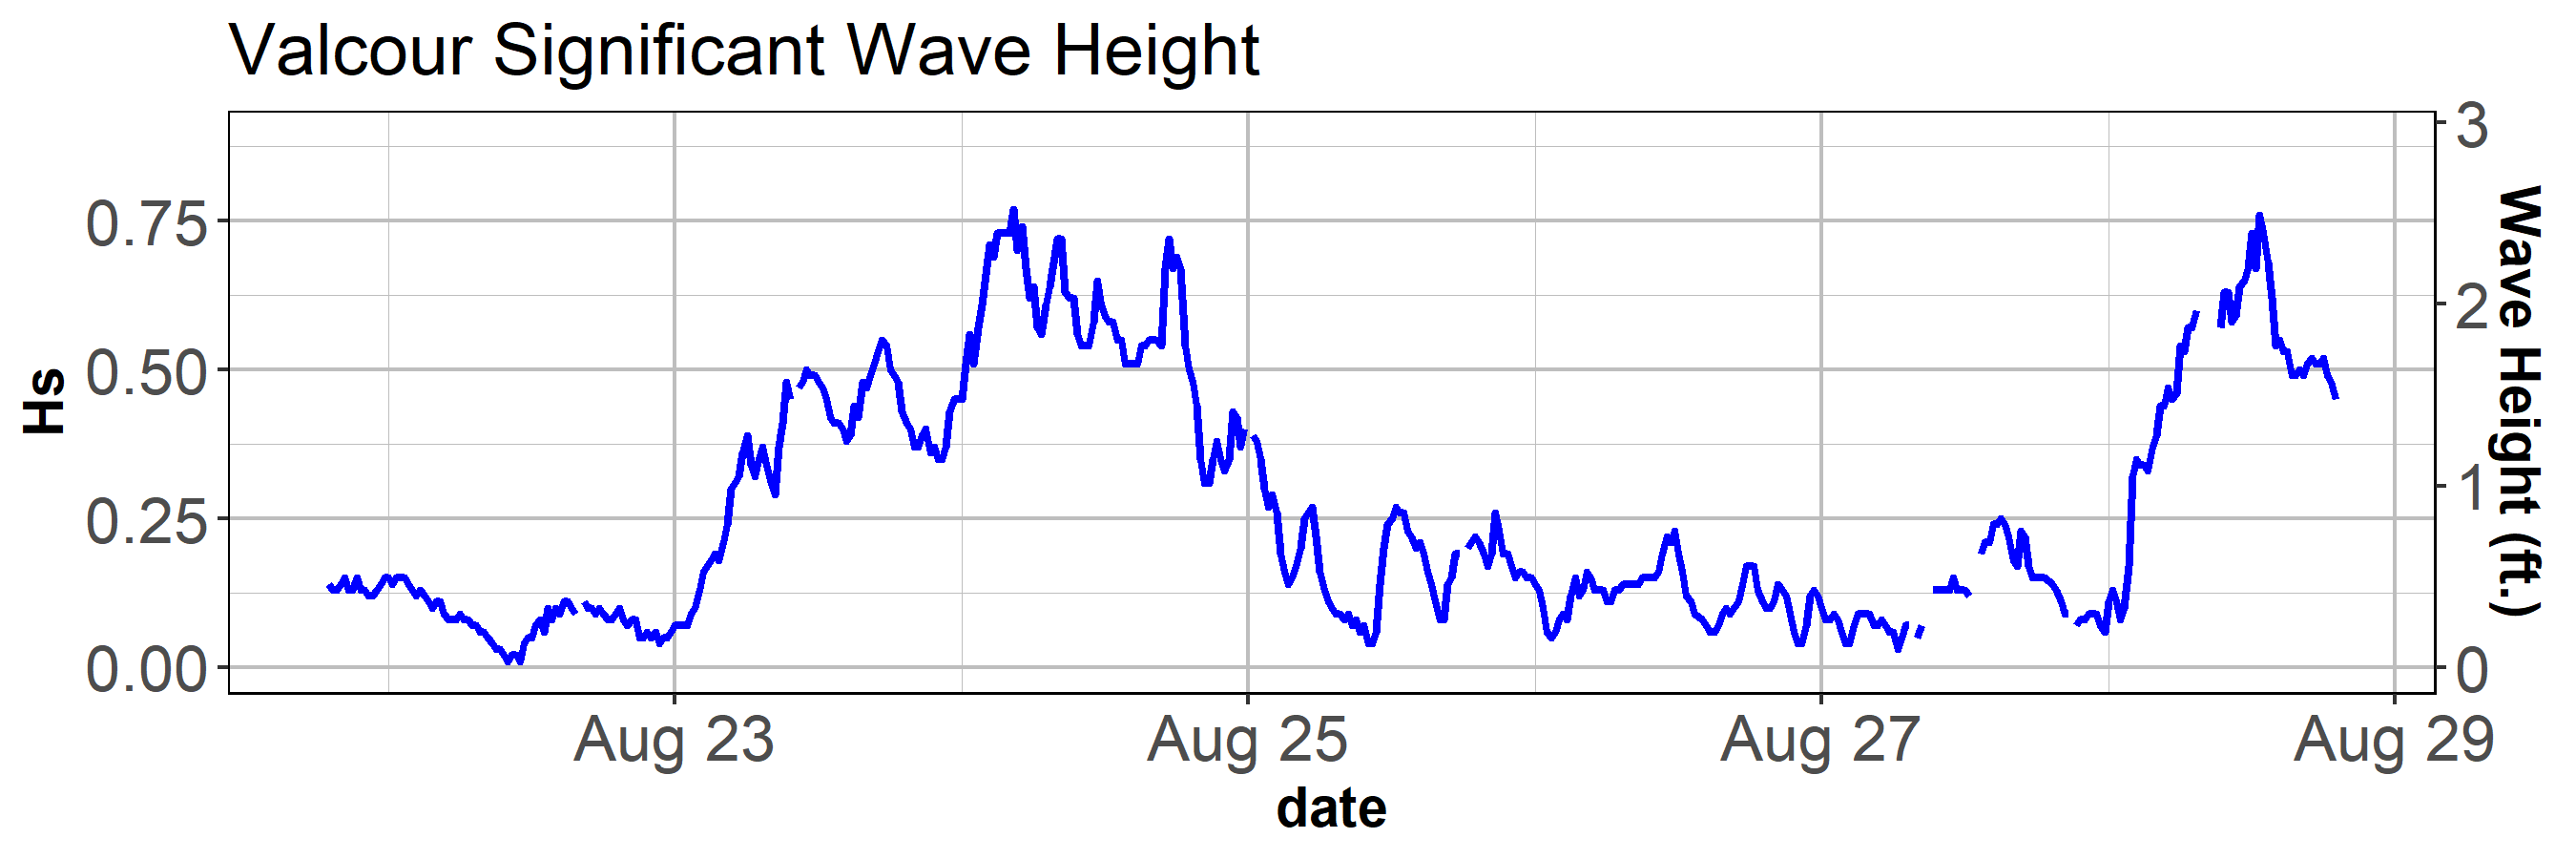 Valcour Significant Wave Height
Hs
0.75
0.50
0.25
0.00
3
2
1
0
Wave Height (ft.)
Aug 23
Aug 25
Aug 27
Aug 29
date